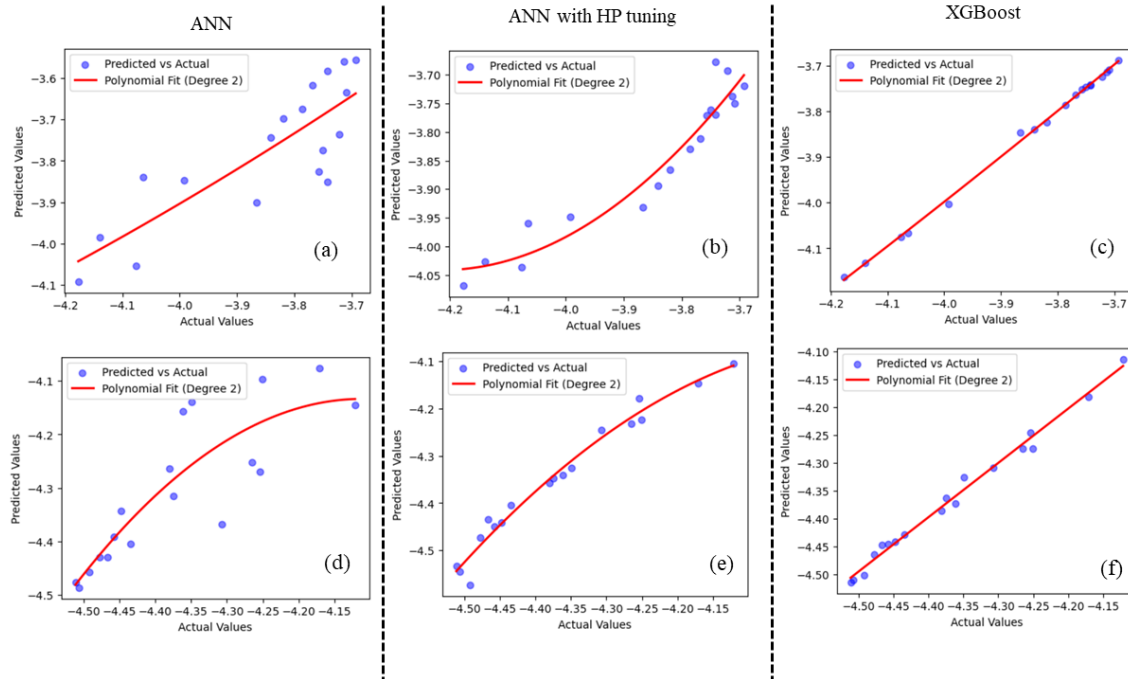 ANN
ANN with HP tuning
XGBoost
Predicted vs Actual
Polynomial Fit (Degree 2)
Predicted Values
−3.6
−3.7
−3.8
−3.9
−4.0
−4.1
(a)
−4.2 −4.1 −4.0 −3.9 −3.8 −3.7
Actual Values
Predicted vs Actual
Polynomial Fit (Degree 2)
Predicted Values
−3.70
−3.75
−3.80
−3.85
−3.90
−3.95
−4.00
−4.05
(b)
−4.2 −4.1 −4.0 −3.9 −3.8 −3.7
Actual Values
Predicted vs Actual
Polynomial Fit (Degree 2)
Predicted Values
−3.7
−3.8
−3.9
−4.0
−4.1
(c)
−4.2 −4.1 −4.0 −3.9 −3.8 −3.7
Actual Values
Predicted vs Actual
Polynomial Fit (Degree 2)
Predicted Values
−4.1
−4.2
−4.3
−4.4
−4.5
(d)
−4.50 −4.45 −4.40 −4.35 −4.30 −4.25 −4.20 −4.15
Actual Values
Predicted vs Actual
Polynomial Fit (Degree 2)
Predicted Values
−4.1
−4.2
−4.3
−4.4
−4.5
(e)
−4.50 −4.45 −4.40 −4.35 −4.30 −4.25 −4.20 −4.15
Actual Values
Predicted vs Actual
Polynomial Fit (Degree 2)
Predicted Values
−4.10
−4.15
−4.20
−4.25
−4.30
−4.35
−4.40
−4.45
−4.50
(f)
−4.50 −4.45 −4.40 −4.35 −4.30 −4.25 −4.20 −4.15
Actual Values